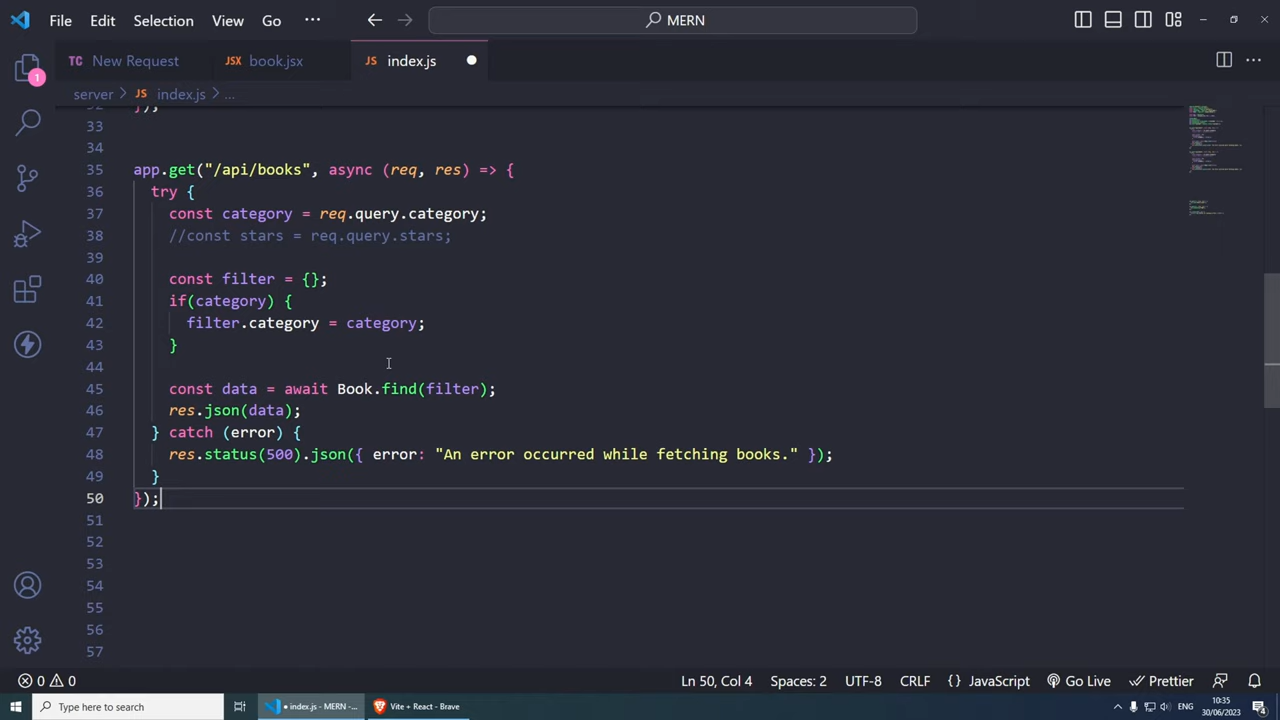 File Edit Selection View Go ··· MERN
TC New Request JSX book.jsx JS index.js
server > JS index.js > ...
32 });
33
34
35 app.get("/api/books", async (req, res) => {
36 try {
37 const category = req.query.category;
38 //const stars = req.query.stars;
39
40 const filter = {};
41 if(category) {
42 filter.category = category;
43 }
44
45 const data = await Book.find(filter);
46 res.json(data);
47 } catch (error) {
48 res.status(500).json({ error: "An error occurred while fetching books." });
49 }
50 });
51
52
53
54
55
56
57
1
0 0 Ln 50, Col 4 Spaces: 2 UTF-8 CRLF {} JavaScript Go Live Prettier
Type here to search index.js - MERN -... Vite + React - Brave ENG 10:35
30/06/2023 4